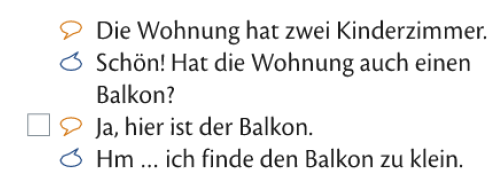 Die Wohnung hat zwei Kinderzimmer.
Schön! Hat die Wohnung auch einen
Balkon?
Ja, hier ist der Balkon.
Hm ... ich finde den Balkon zu klein.